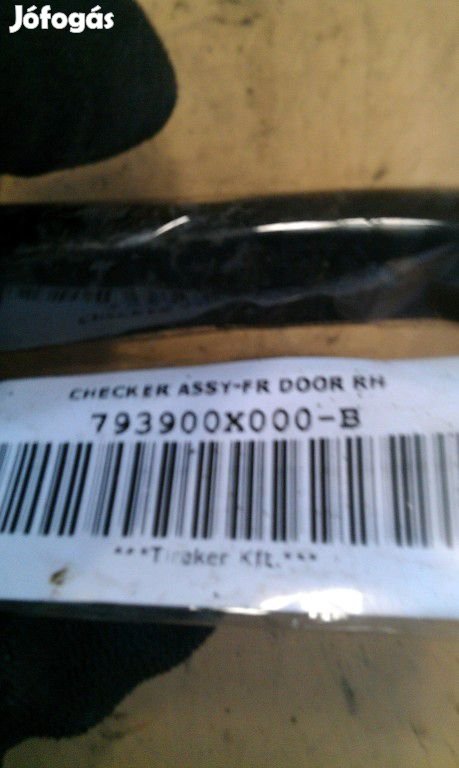 Jófogás
CHECKER ASSY-FR DOOR RH
793900X000-B
***Tiraker Kft.***